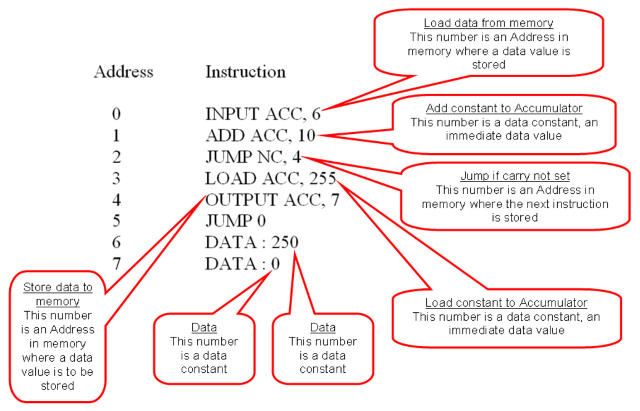 Load data from memory
This number is an Address in
memory where a data value is
stored
Address Instruction
0 INPUT ACC, 6
1 ADD ACC, 10
2 JUMP NC, 4
3 LOAD ACC, 255
4 OUTPUT ACC, 7
5 JUMP 0
6 DATA : 250
7 DATA : 0
Add constant to Accumulator
This number is a data constant, an
immediate data value
Jump if carry not set
This number is an Address in
memory where the next instruction
is stored
Load constant to Accumulator
This number is a data constant, an
immediate data value
Store data to
memory
This number
is an Address
in memory
where a data
value is to be
stored
Data
This number
is a data
constant
Data
This number
is a data
constant